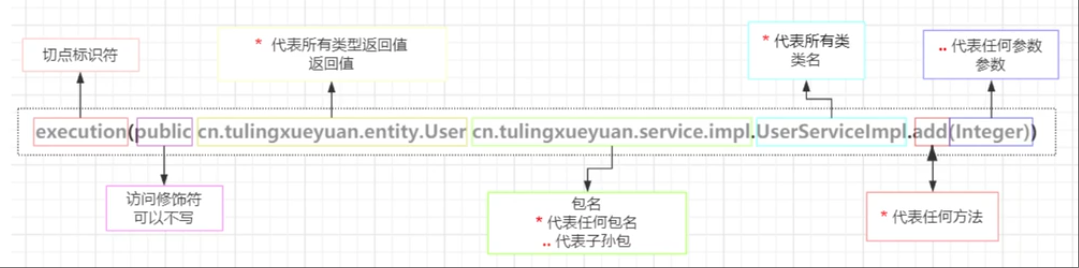 切点标识符
* 代表所有类型返回值
返回值
* 代表所有类
类名
.. 代表任何参数
参数
execution(public cn.tulingxueyuan.entity.User cn.tulingxueyuan.service.impl.UserServiceImpl.add(Integer))
访问修饰符
可以不写
包名
* 代表任何包名
.. 代表子孙包
* 代表任何方法